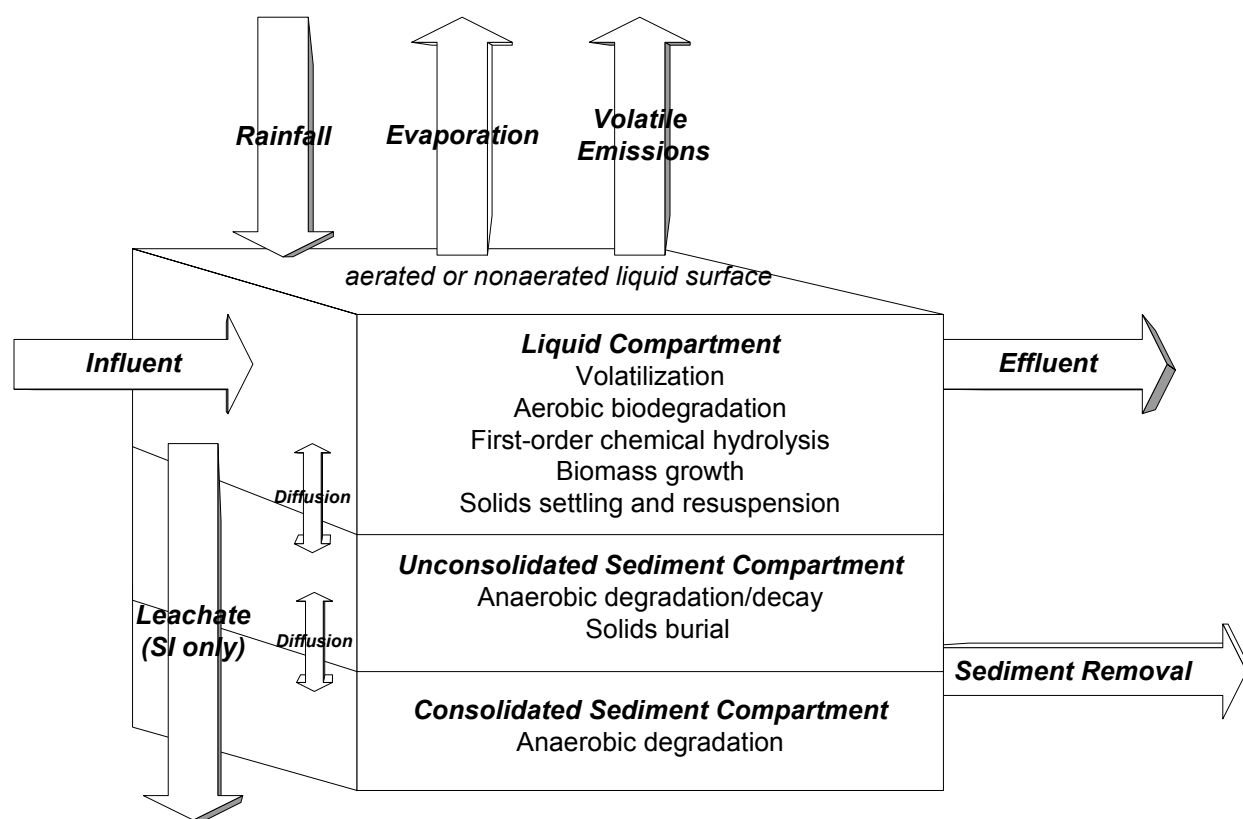 Rainfall
Evaporation
Volatile
Emissions
aerated or nonaerated liquid surface
Influent
Liquid Compartment
Volatilization
Aerobic biodegradation
First-order chemical hydrolysis
Biomass growth
Solids settling and resuspension
Effluent
Diffusion
Unconsolidated Sediment Compartment
Anaerobic degradation/decay
Solids burial
Leachate
(SI only)
Diffusion
Sediment Removal
Consolidated Sediment Compartment
Anaerobic degradation